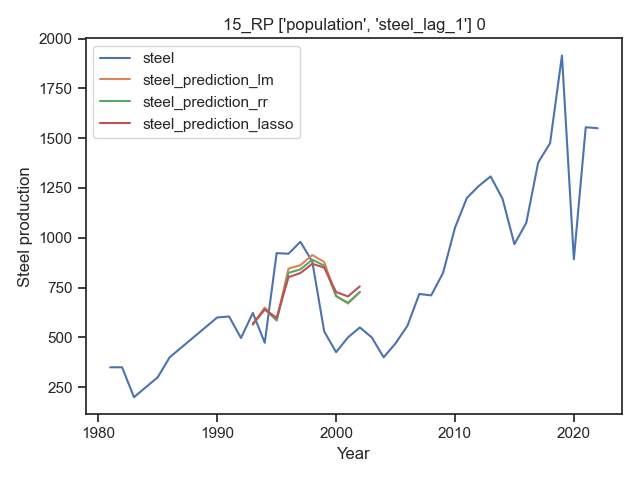 15_RP ['population', 'steel_lag_1'] 0
steel
steel_prediction_lm
steel_prediction_rr
steel_prediction_lasso
2000
1750
1500
1250
1000
750
500
250
Steel production
1980
1990
2000
2010
2020
Year